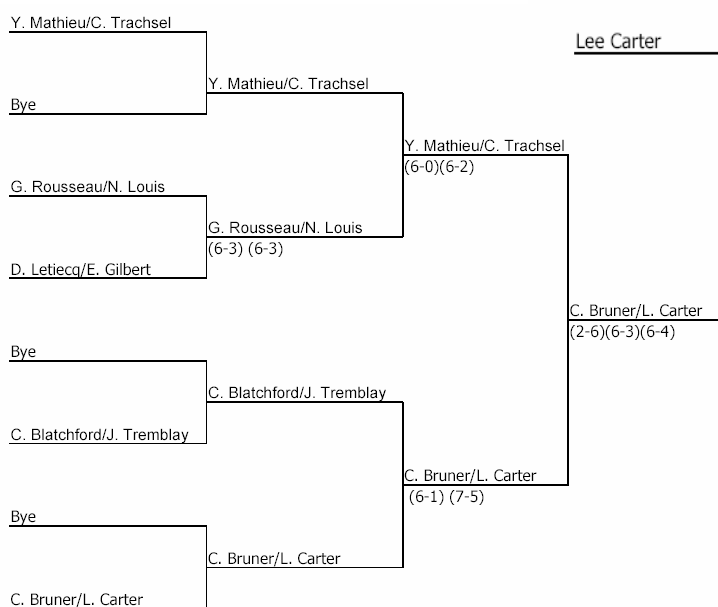 Y. Mathieu/C. Trachsel
Lee Carter
Y. Mathieu/C. Trachsel
Bye
Y. Mathieu/C. Trachsel
(6-0)(6-2)
G. Rousseau/N. Louis
G. Rousseau/N. Louis
(6-3) (6-3)
D. Letiecq/E. Gilbert
C. Bruner/L. Carter
(2-6)(6-3)(6-4)
Bye
C. Blatchford/J. Tremblay
C. Blatchford/J. Tremblay
C. Bruner/L. Carter
(6-1) (7-5)
Bye
C. Bruner/L. Carter
C. Bruner/L. Carter